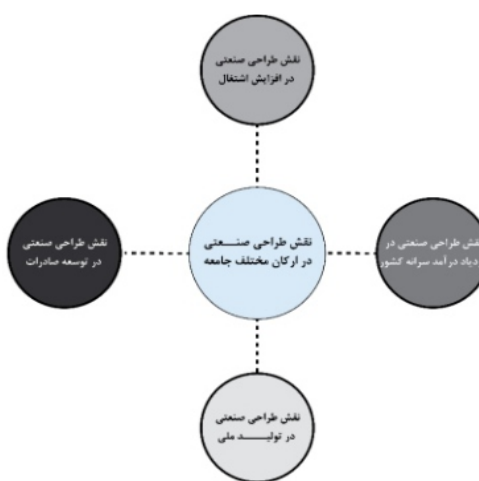 نقش طراحی صنعتی
در افزایش اشتغال
نقش طراحی صنعتی در
دیاد درآمد سرانه کشور
نقش طراحی صنـــعتی
در ارکان مختلف جامعه
نقش طراحی صنعتی
در توسعه صادرات
نقش طراحی صنعتی
در تولیـــــد ملی